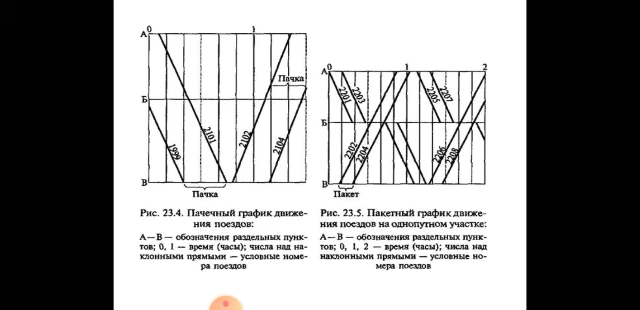 0 1
А
Пачка
Б
1999 2101 2102 2104
В
Пачка
Рис. 23.4. Пачечный график движе-
ния поездов:
А—В — обозначения раздельных пунк-
тов; 0, 1 — время (часы); числа над на-
клонными прямыми — условные номе-
ра поездов
0 1 2
А
2201 2203 2205 2207
Б
2202 2204 2206 2208
В
Пакет
Рис. 23.5. Пакетный график движе-
ния поездов на однопутном участке:
А—В — обозначения раздельных пунк-
тов; 0, 1, 2 — время (часы); числа над
наклонными прямыми — условные но-
мера поездов